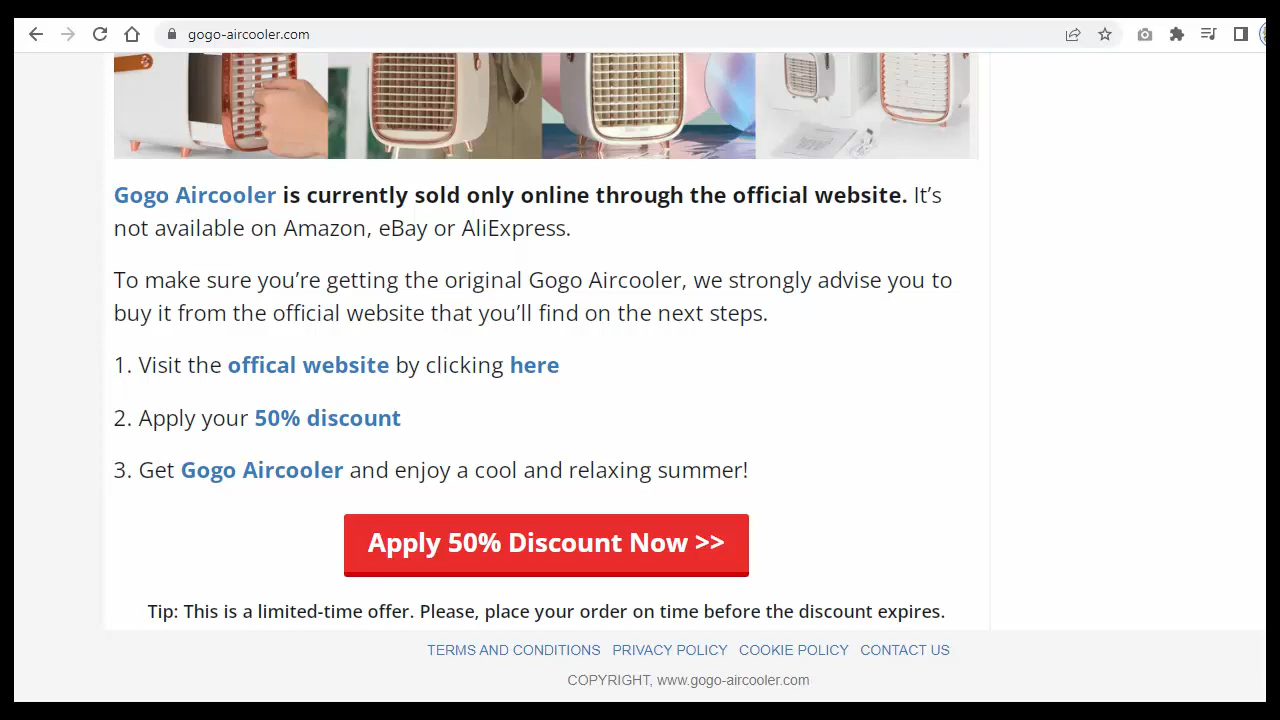 gogo-aircooler.com
Gogo Aircooler is currently sold only online through the official website. It’s
not available on Amazon, eBay or AliExpress.
To make sure you’re getting the original Gogo Aircooler, we strongly advise you to
buy it from the official website that you’ll find on the next steps.
1. Visit the offical website by clicking here
2. Apply your 50% discount
3. Get Gogo Aircooler and enjoy a cool and relaxing summer!
Apply 50% Discount Now >>
Tip: This is a limited-time offer. Please, place your order on time before the discount expires.
TERMS AND CONDITIONS PRIVACY POLICY COOKIE POLICY CONTACT US
COPYRIGHT, www.gogo-aircooler.com